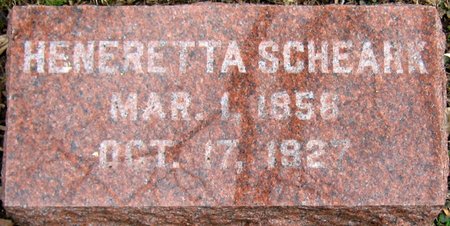 HENERETTA SCHEARK
MAR. 1, 1858
OCT. 17, 1927